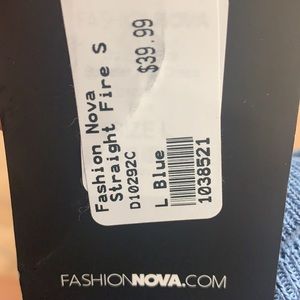 Fashion Nova
Straight Fire S
D10292C
$39.99
L Blue
1038521
FASHIONNOVA.COM